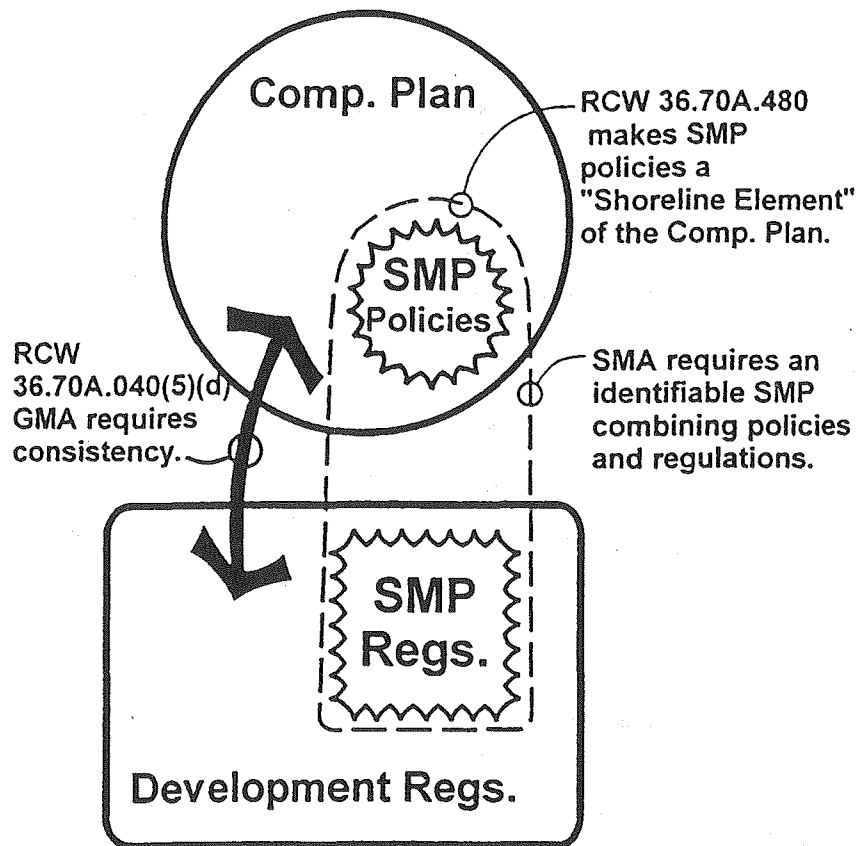 Comp. Plan
RCW 36.70A.480
makes SMP
policies a
"Shoreline Element"
of the Comp. Plan.
SMP
Policies
RCW
36.70A.040(5)(d)
GMA requires
consistency.
SMA requires an
identifiable SMP
combining policies
and regulations.
SMP
Regs.
Development Regs.